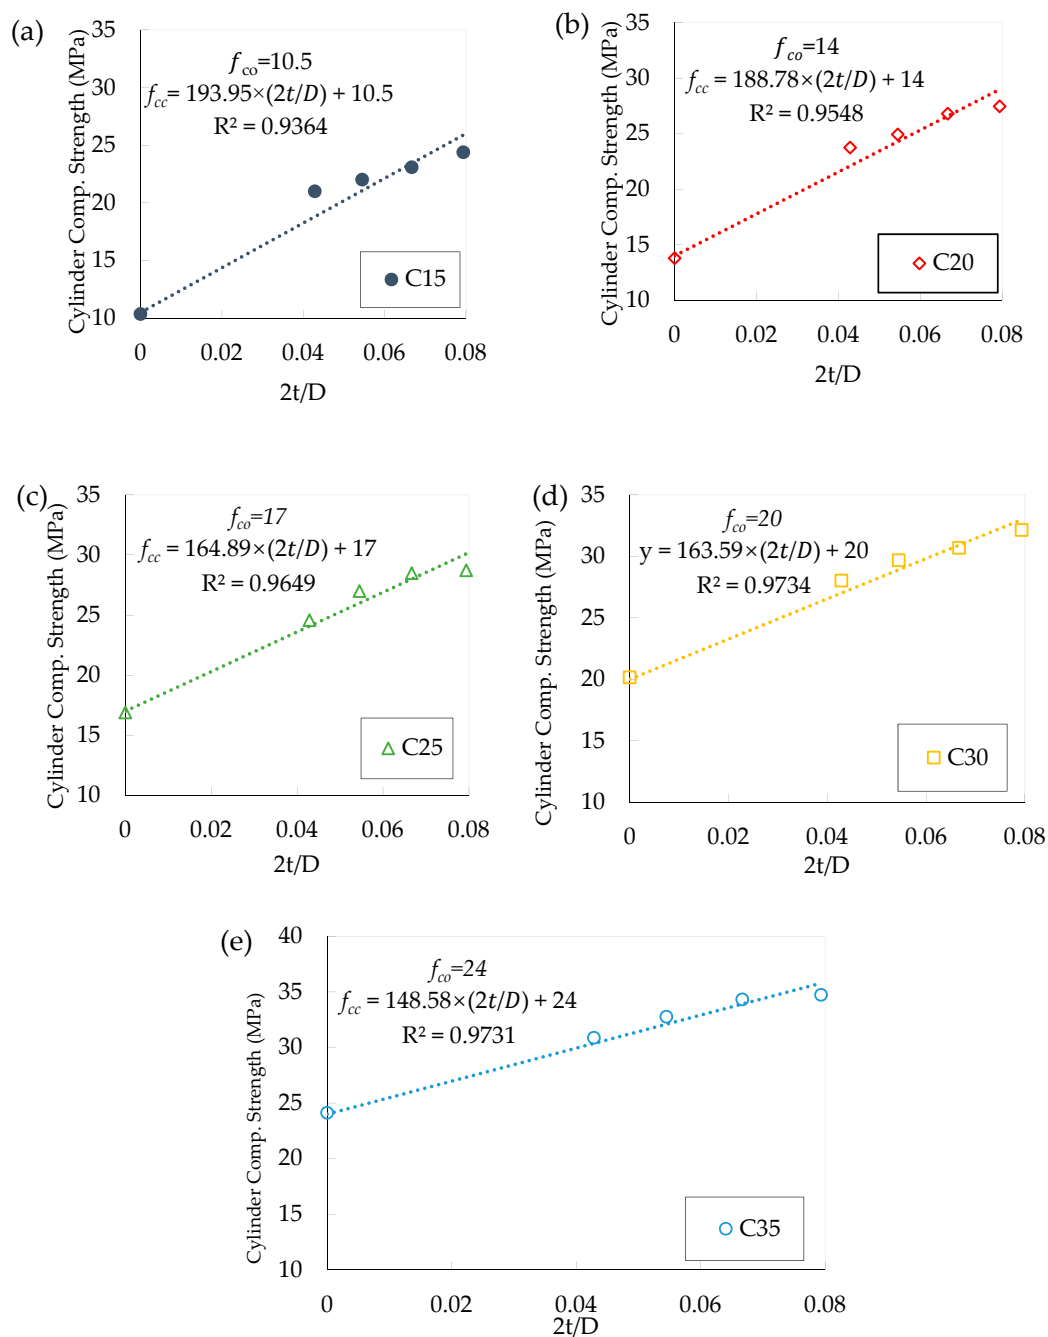 (a)
Cylinder Comp. Strength (MPa)
35
30
25
20
15
10
f_co=10.5
f_cc = 193.95×(2t/D) + 10.5
R² = 0.9364
C15
0 0.02 0.04 0.06 0.08
2t/D
(b)
Cylinder Comp. Strength (MPa)
35
30
25
20
15
10
f_co=14
f_cc = 188.78×(2t/D) + 14
R² = 0.9548
C20
0 0.02 0.04 0.06 0.08
2t/D
(c)
Cylinder Comp. Strength (MPa)
35
30
25
20
15
10
f_co=17
f_cc = 164.89×(2t/D) + 17
R² = 0.9649
C25
0 0.02 0.04 0.06 0.08
2t/D
(d)
Cylinder Comp. Strength (MPa)
35
30
25
20
15
10
f_co=20
y = 163.59×(2t/D) + 20
R² = 0.9734
C30
0 0.02 0.04 0.06 0.08
2t/D
(e)
Cylinder Comp. Strength (MPa)
40
35
30
25
20
15
10
f_co=24
f_cc = 148.58×(2t/D) + 24
R² = 0.9731
C35
0 0.02 0.04 0.06 0.08
2t/D